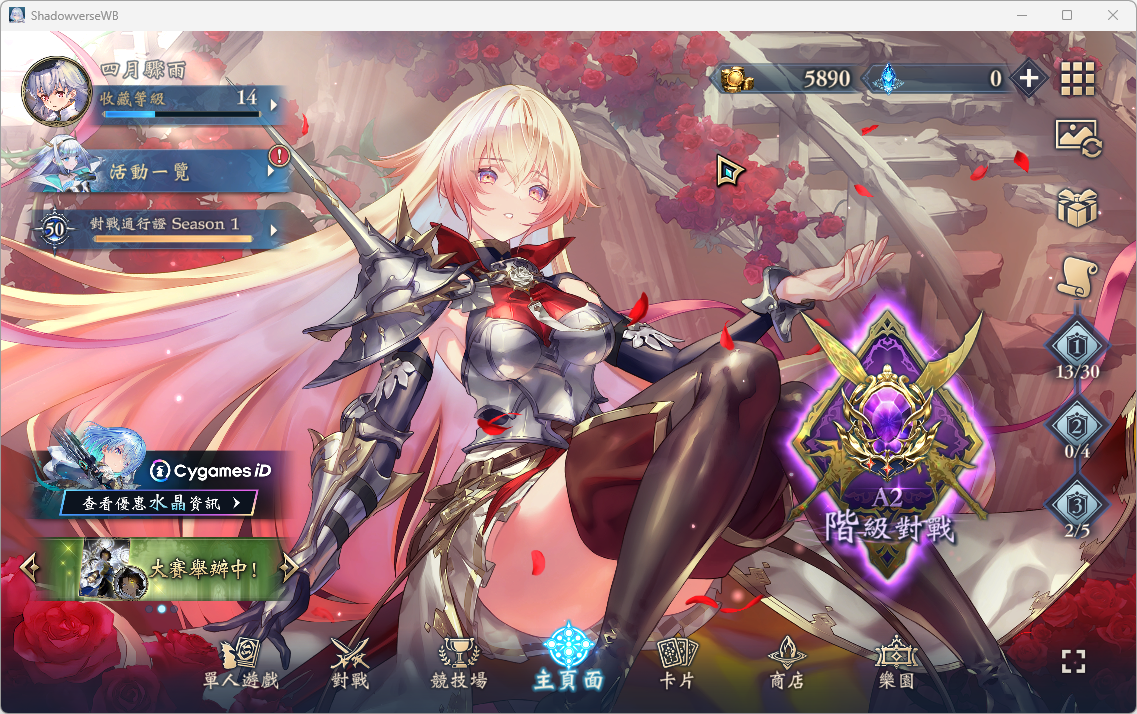 ShadowverseWB
四月驟雨
收藏等級 14
5890
0
活動一覽
!
50 對戰通行證 Season 1
1
13/30
2
0/4
3
2/5
Cygames iD
查看優惠水晶資訊
大賽舉辦中!
A2
階級對戰
單人遊戲
對戰
競技場
主頁面
卡片
商店
樂園